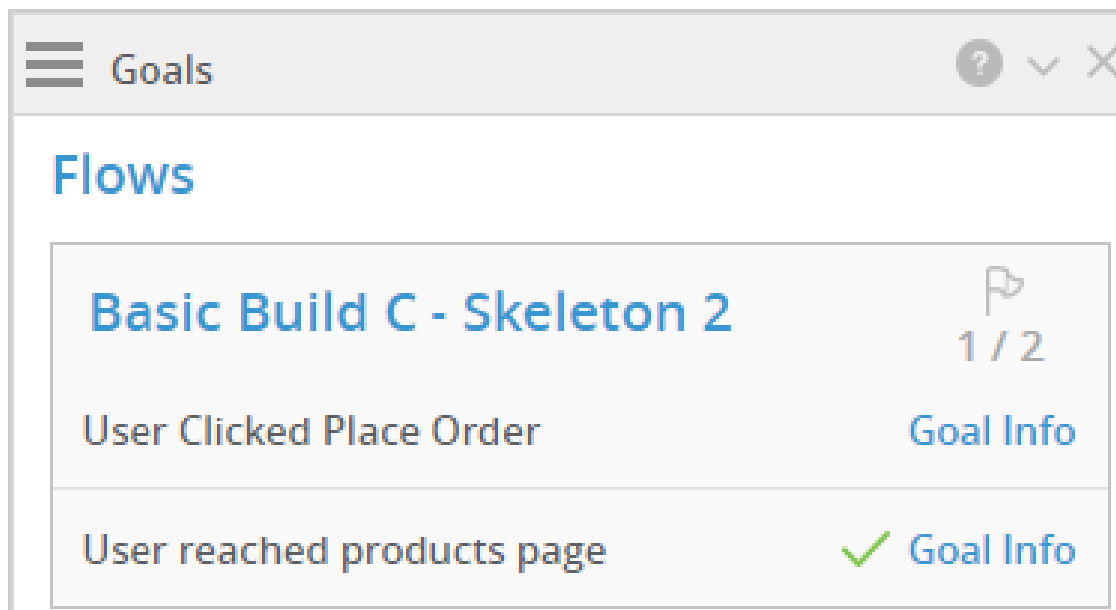 Goals
?
Flows
Basic Build C - Skeleton 2
1 / 2
User Clicked Place Order Goal Info
User reached products page Goal Info